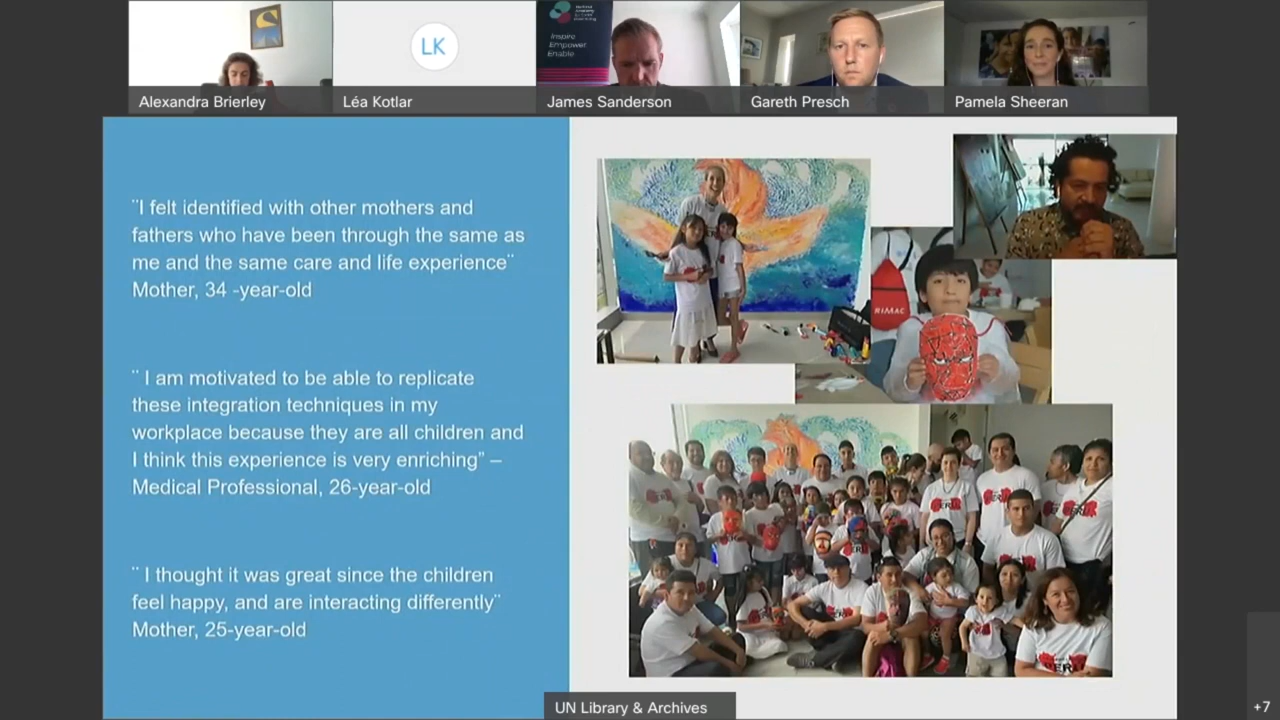 LK
Inspire
Empower
Enable
Alexandra Brierley
Léa Kotlar
James Sanderson
Gareth Presch
Pamela Sheeran
¨I felt identified with other mothers and
fathers who have been through the same as
me and the same care and life experience¨
Mother, 34 -year-old
¨ I am motivated to be able to replicate
these integration techniques in my
workplace because they are all children and
I think this experience is very enriching” –
Medical Professional, 26-year-old
¨ I thought it was great since the children
feel happy, and are interacting differently¨
Mother, 25-year-old
RIMAC
UN Library & Archives
+7